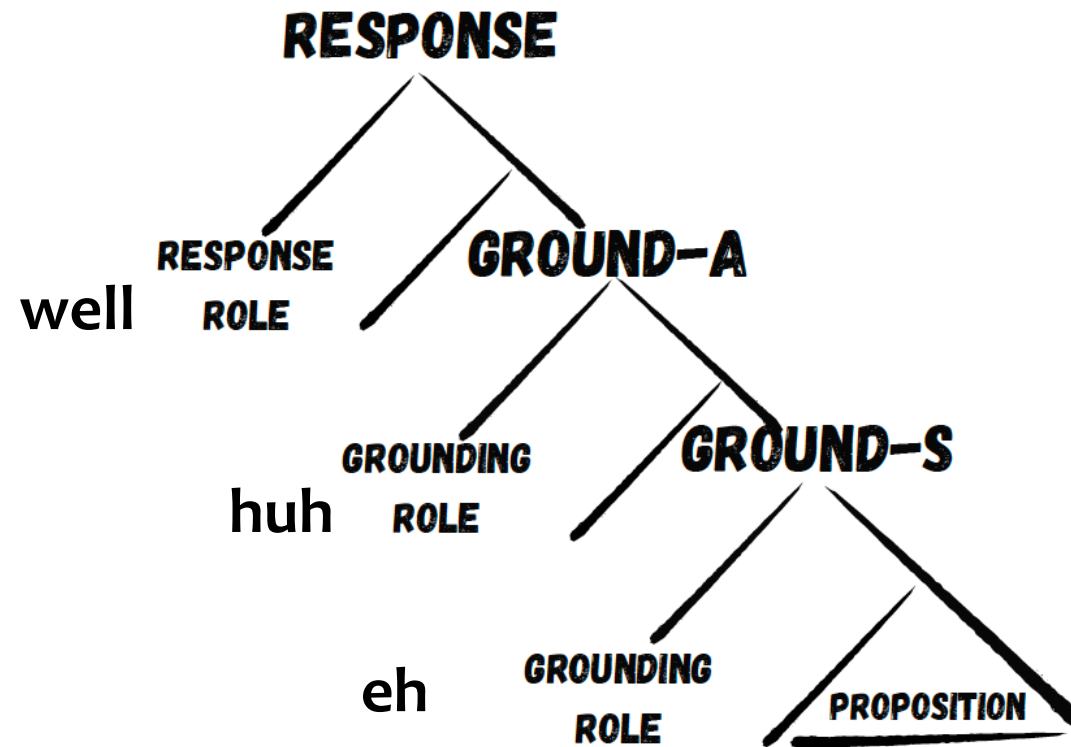 RESPONSE
RESPONSE
ROLE
well
GROUND-A
GROUNDING
ROLE
huh
GROUND-S
GROUNDING
ROLE
eh
PROPOSITION